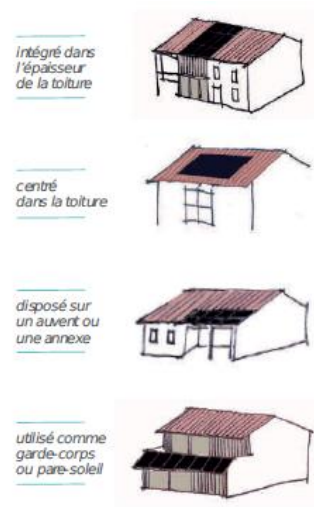 intégré dans
l'épaisseur
de la toiture
centré
dans la toiture
disposé sur
un auvent ou
une annexe
utilisé comme
garde-corps
ou pare-soleil